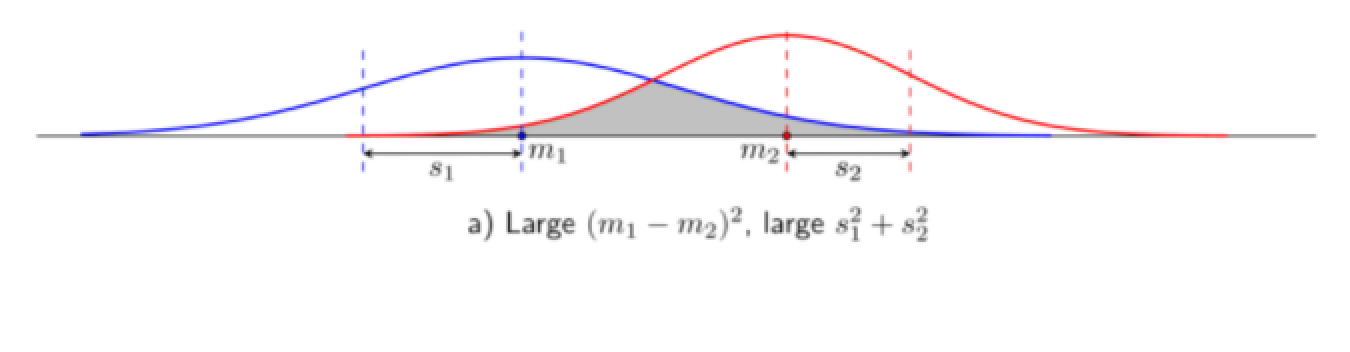 m₁ m₂
s₁ s₂
a) Large (m₁ − m₂)², large s₁² + s₂²